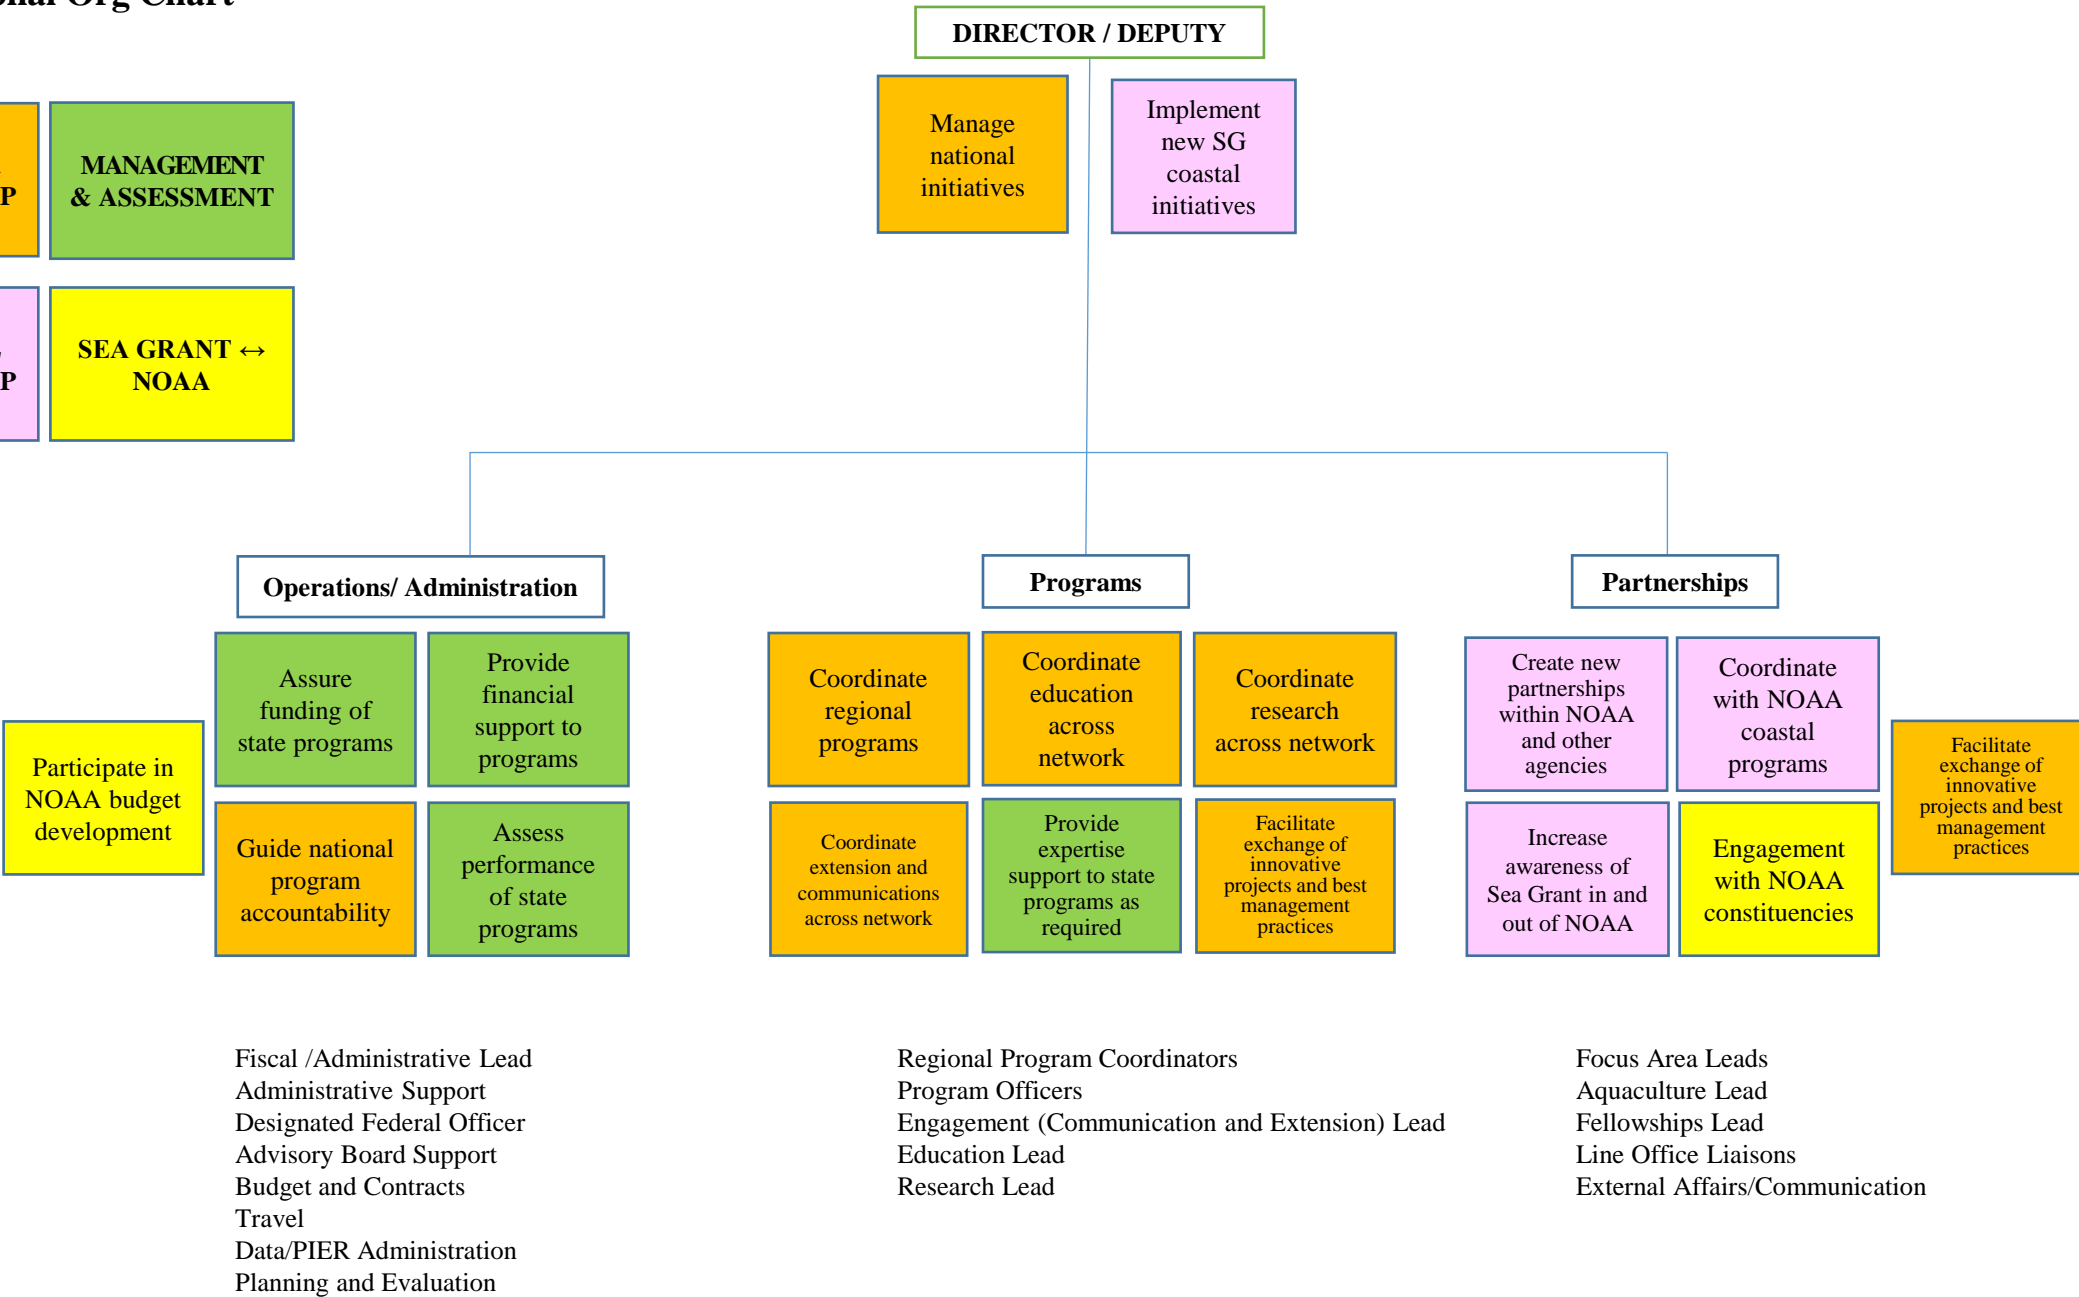 Org Chart
DIRECTOR / DEPUTY
Manage
national
initiatives
Implement
new SG
coastal
initiatives
P
MANAGEMENT
& ASSESSMENT
P
SEA GRANT ↔
NOAA
Operations/ Administration
Programs
Partnerships
Participate in
NOAA budget
development
Assure
funding of
state programs
Provide
financial
support to
programs
Guide national
program
accountability
Assess
performance
of state
programs
Coordinate
regional
programs
Coordinate
education
across
network
Coordinate
research
across network
Coordinate
extension and
communications
across network
Provide
expertise
support to state
programs as
required
Facilitate
exchange of
innovative
projects and best
management
practices
Create new
partnerships
within NOAA
and other
agencies
Coordinate
with NOAA
coastal
programs
Increase
awareness of
Sea Grant in and
out of NOAA
Engagement
with NOAA
constituencies
Facilitate
exchange of
innovative
projects and best
management
practices
Fiscal /Administrative Lead
Administrative Support
Designated Federal Officer
Advisory Board Support
Budget and Contracts
Travel
Data/PIER Administration
Planning and Evaluation
Regional Program Coordinators
Program Officers
Engagement (Communication and Extension) Lead
Education Lead
Research Lead
Focus Area Leads
Aquaculture Lead
Fellowships Lead
Line Office Liaisons
External Affairs/Communication